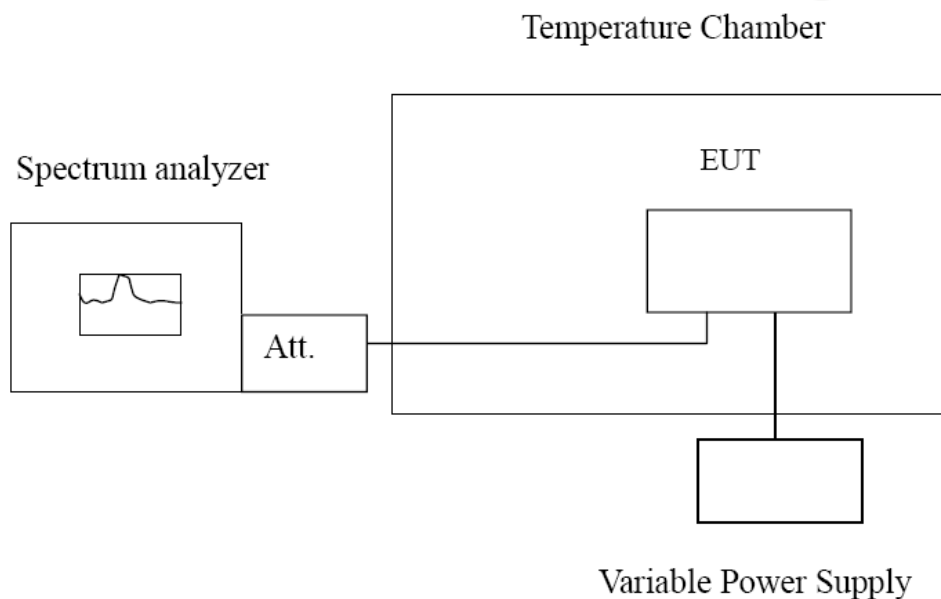 Temperature Chamber
Spectrum analyzer
EUT
Att.
Variable Power Supply